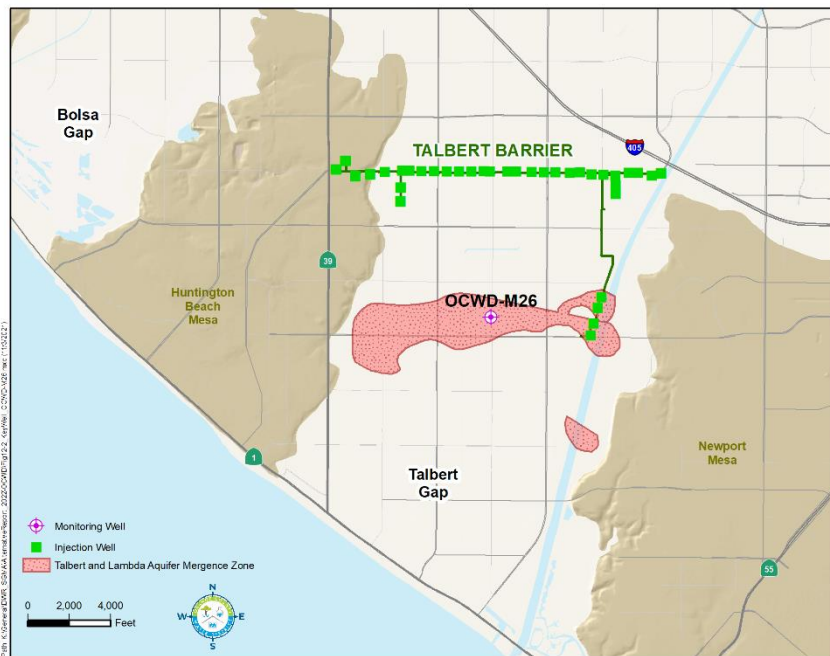 Bolsa
Gap
TALBERT BARRIER
405
39
OCWD-M26
Huntington
Beach
Mesa
1
Talbert
Gap
Newport
Mesa
55
Monitoring Well
Injection Well
Talbert and Lambda Aquifer Mergence Zone
0 2,000 4,000
Feet
N
W E
S